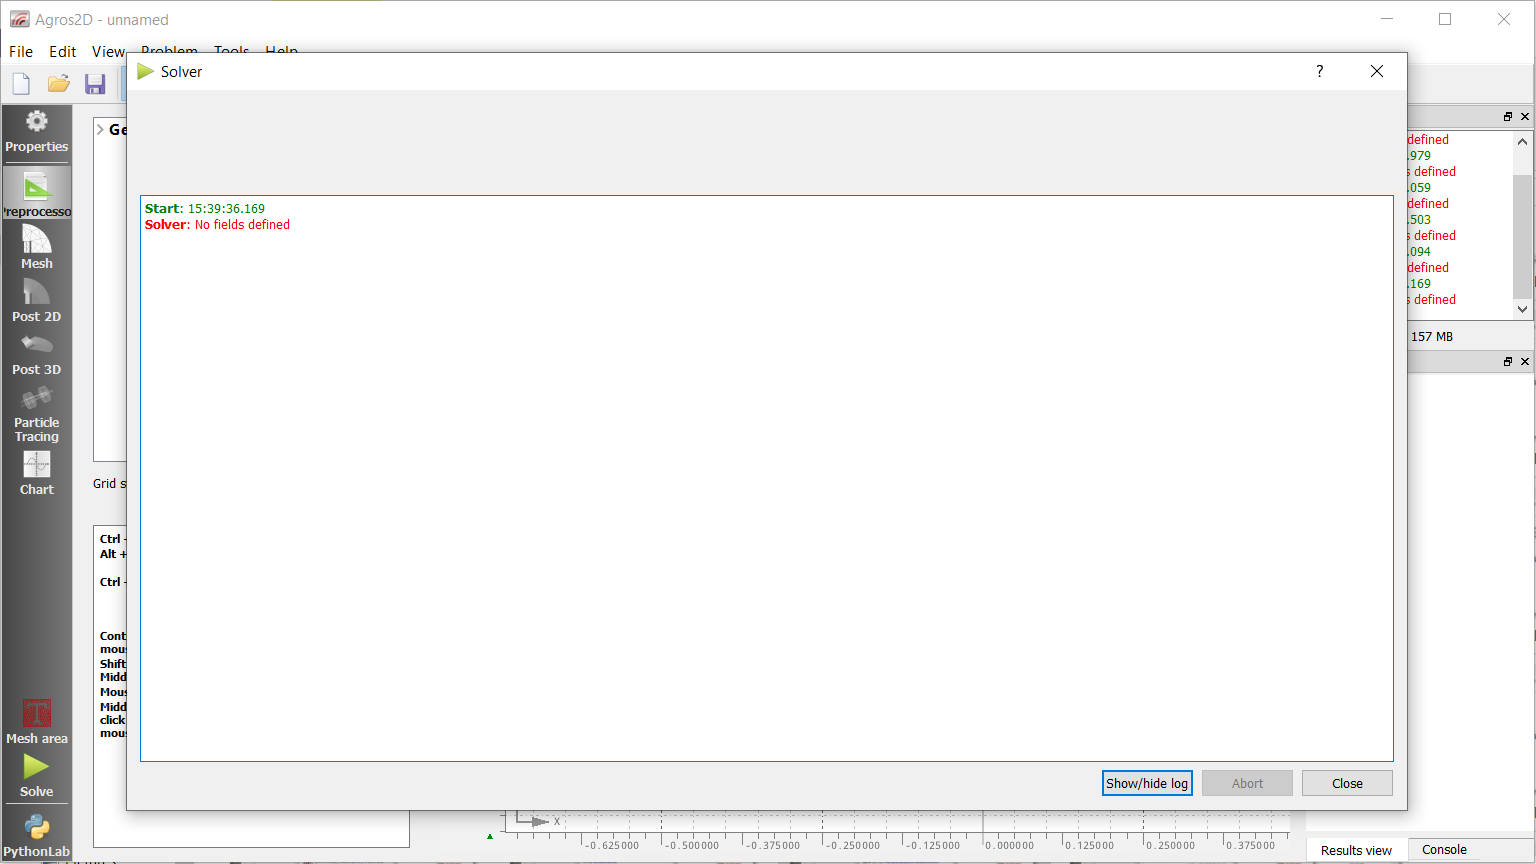 Agros2D - unnamed
File Edit View Problem Tools Help
Solver
?
Properties
Preprocesso
Mesh
Post 2D
Post 3D
Particle
Tracing
Chart
Mesh area
Solve
PythonLab
Ge
Grid s
Ctrl -
Alt +
Ctrl -
Cont
mous
Shift
Midd
Mous
Midd
click
mous
Start: 15:39:36.169
Solver: No fields defined
Show/hide log
Abort
Close
defined
.979
s defined
.059
defined
.503
s defined
.094
defined
.169
s defined
157 MB
X
-0.625000 -0.500000 -0.375000 -0.250000 -0.125000 0.000000 0.125000 0.250000 0.375000
Results view
Console